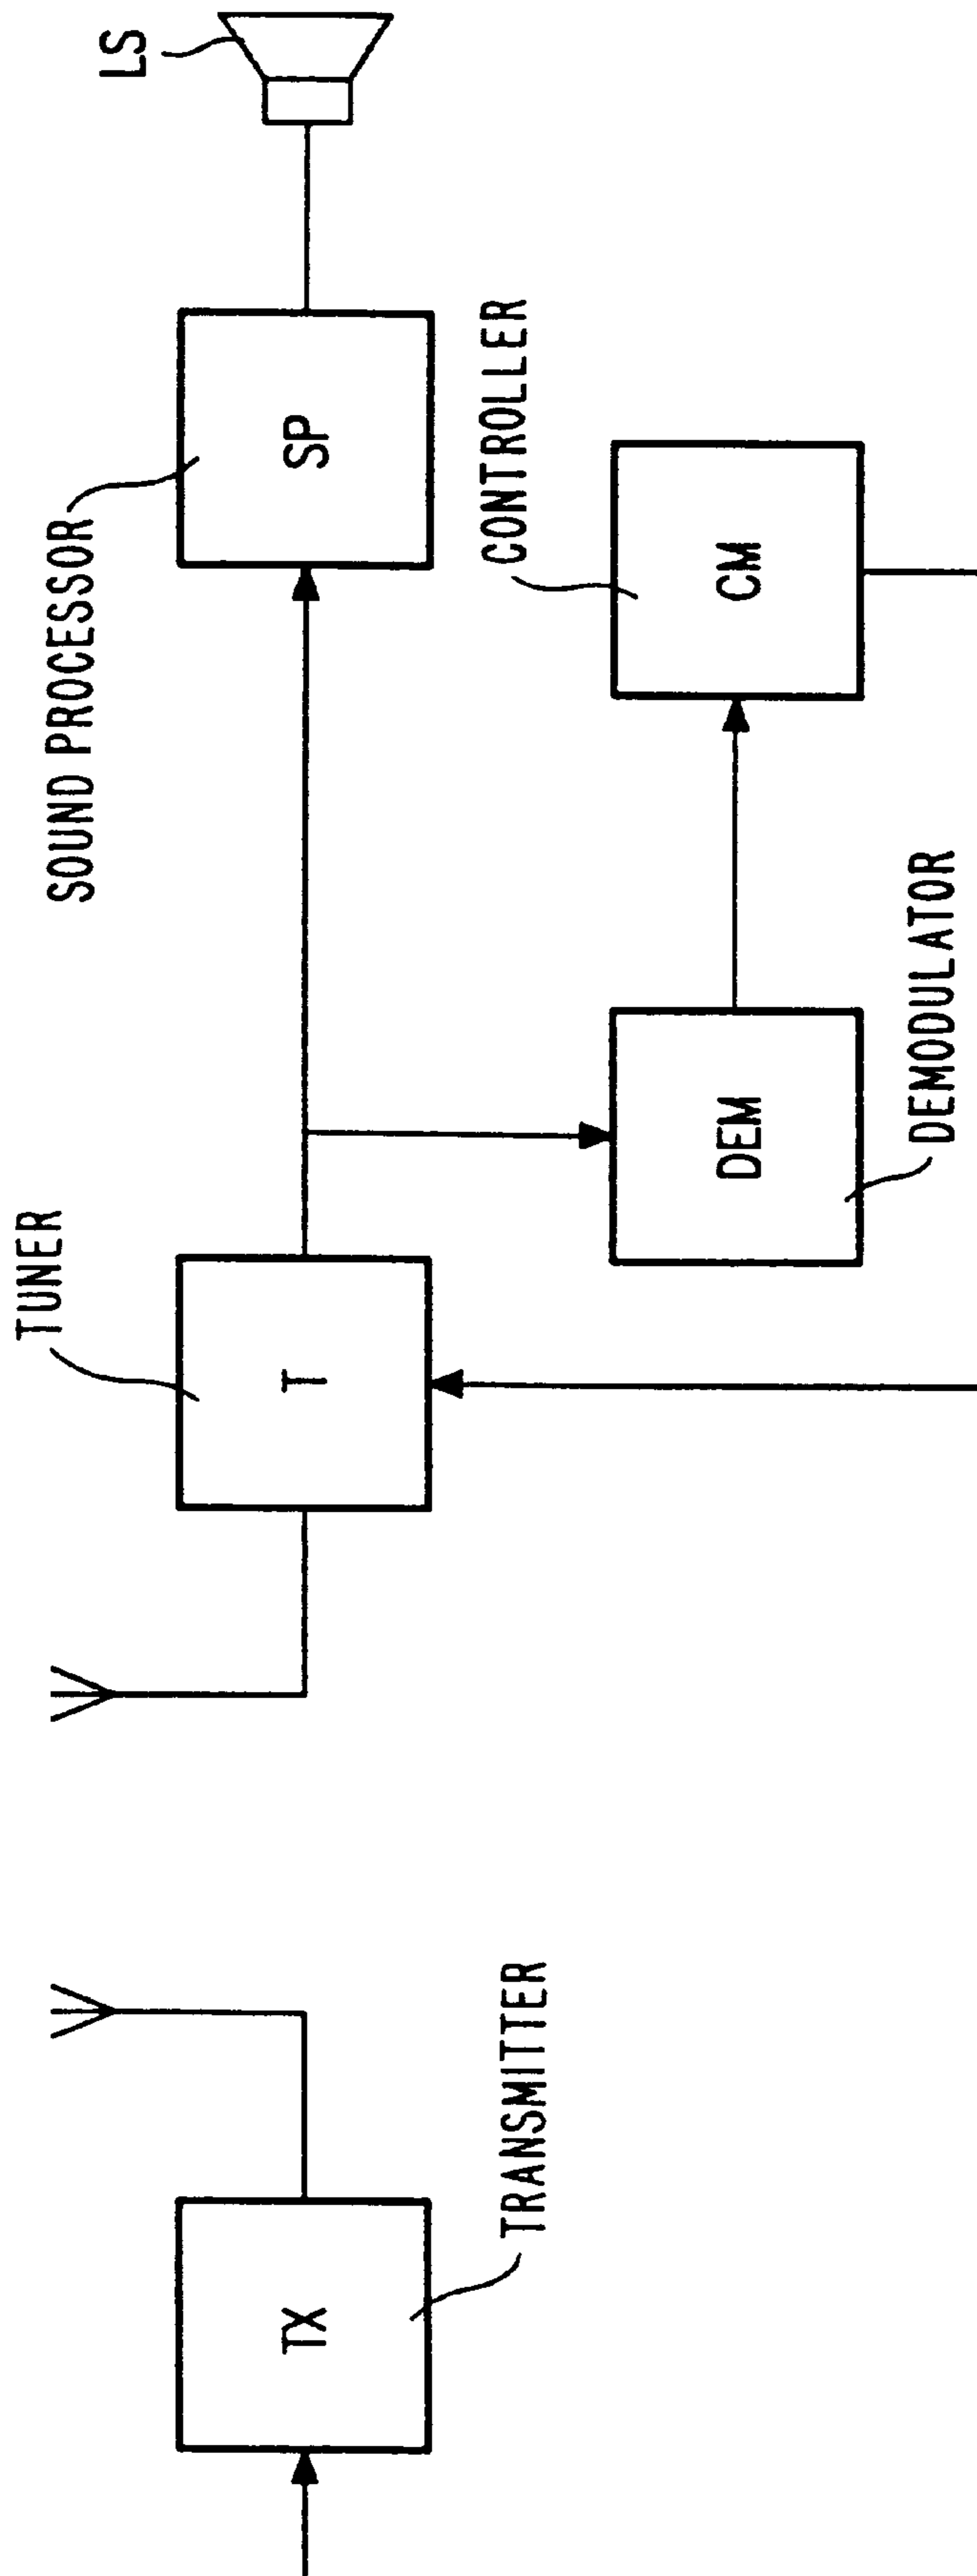 TRANSMITTER
TX
TUNER
T
SOUND PROCESSOR
SP
LS
DEM
DEMODULATOR
CONTROLLER
CM